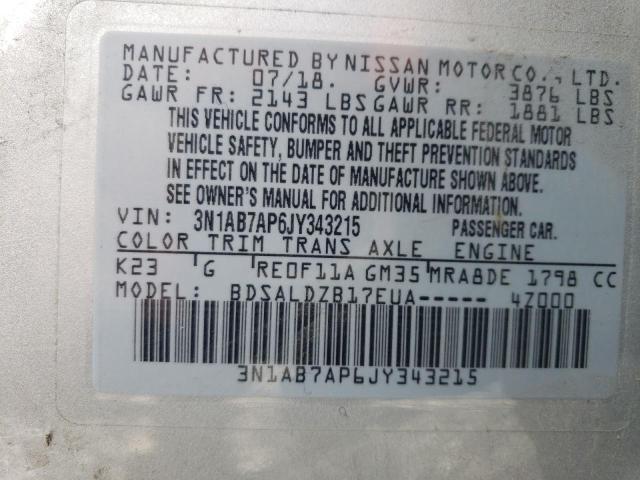 MANUFACTURED BY NISSAN MOTOR CO., LTD.
DATE: 07/18. GVWR: 3876 LBS
GAWR FR: 2143 LBS GAWR RR: 1881 LBS
THIS VEHICLE CONFORMS TO ALL APPLICABLE FEDERAL MOTOR
VEHICLE SAFETY, BUMPER AND THEFT PREVENTION STANDARDS
IN EFFECT ON THE DATE OF MANUFACTURE SHOWN ABOVE.
SEE OWNER'S MANUAL FOR ADDITIONAL INFORMATION.
VIN: 3N1AB7AP6JY343215 PASSENGER CAR.
COLOR TRIM TRANS AXLE ENGINE
K23 G RE0F11A GM35 MRA8DE 1798 CC
MODEL: BDSALDZB17EUA----- 4Z000
3N1AB7AP6JY343215